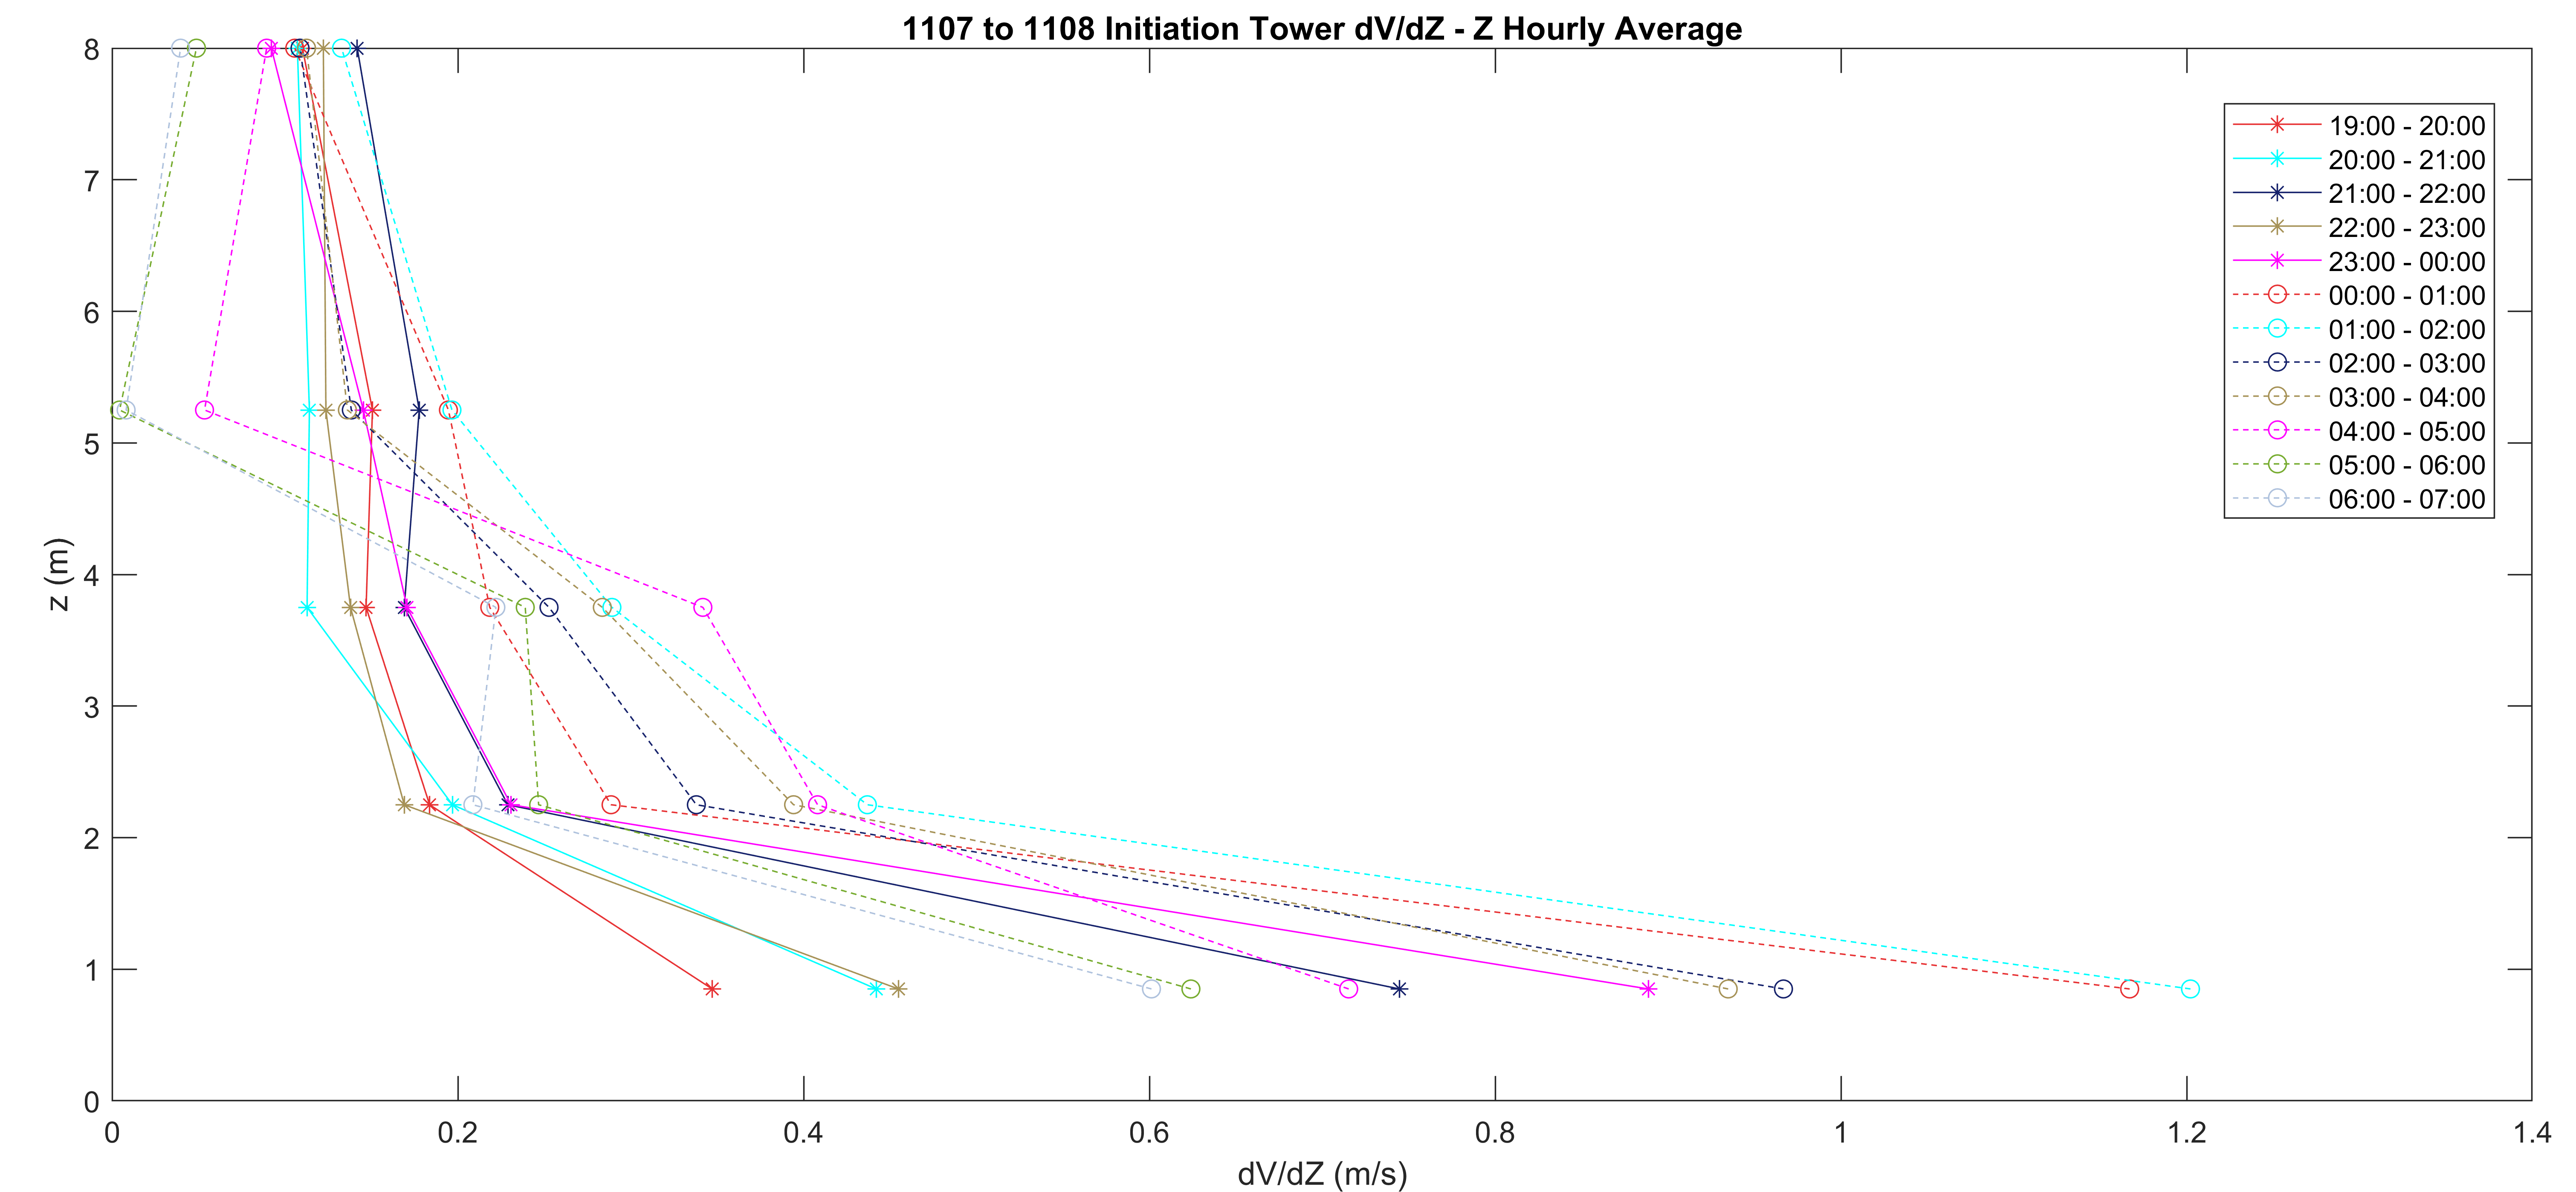 1107 to 1108 Initiation Tower dV/dZ - Z Hourly Average
8
7
6
5
4
3
2
1
0
z (m)
19:00 - 20:00
20:00 - 21:00
21:00 - 22:00
22:00 - 23:00
23:00 - 00:00
00:00 - 01:00
01:00 - 02:00
02:00 - 03:00
03:00 - 04:00
04:00 - 05:00
05:00 - 06:00
06:00 - 07:00
0 0.2 0.4 0.6 0.8 1 1.2 1.4
dV/dZ (m/s)